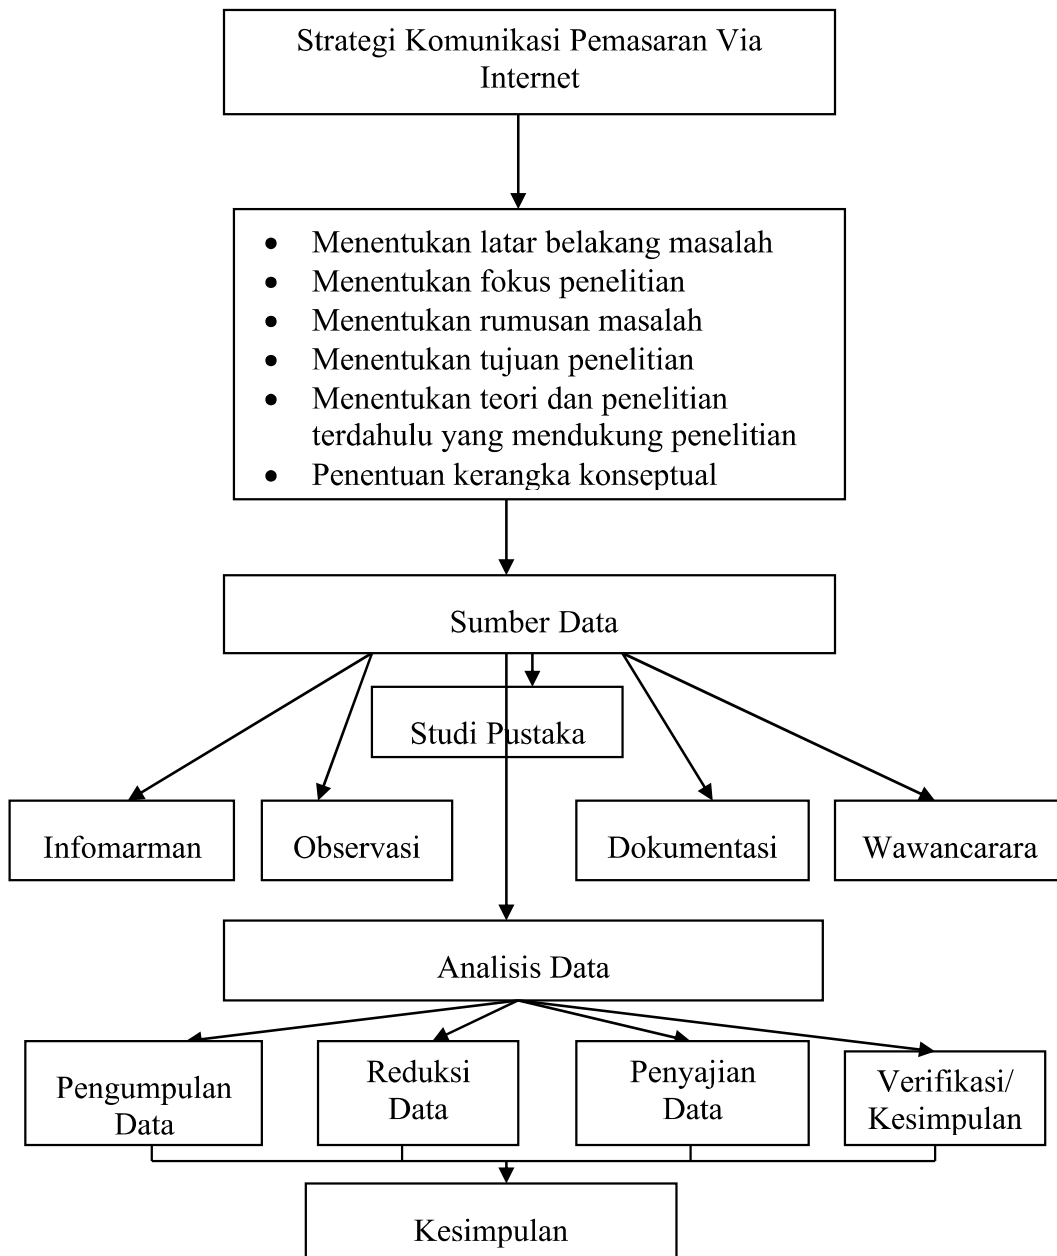 Strategi Komunikasi Pemasaran Via
Internet
• Menentukan latar belakang masalah
• Menentukan fokus penelitian
• Menentukan rumusan masalah
• Menentukan tujuan penelitian
• Menentukan teori dan penelitian
terdahulu yang mendukung penelitian
• Penentuan kerangka konseptual
Sumber Data
Studi Pustaka
Infomarman
Observasi
Dokumentasi
Wawancarara
Analisis Data
Pengumpulan
Data
Reduksi
Data
Penyajian
Data
Verifikasi/
Kesimpulan
Kesimpulan